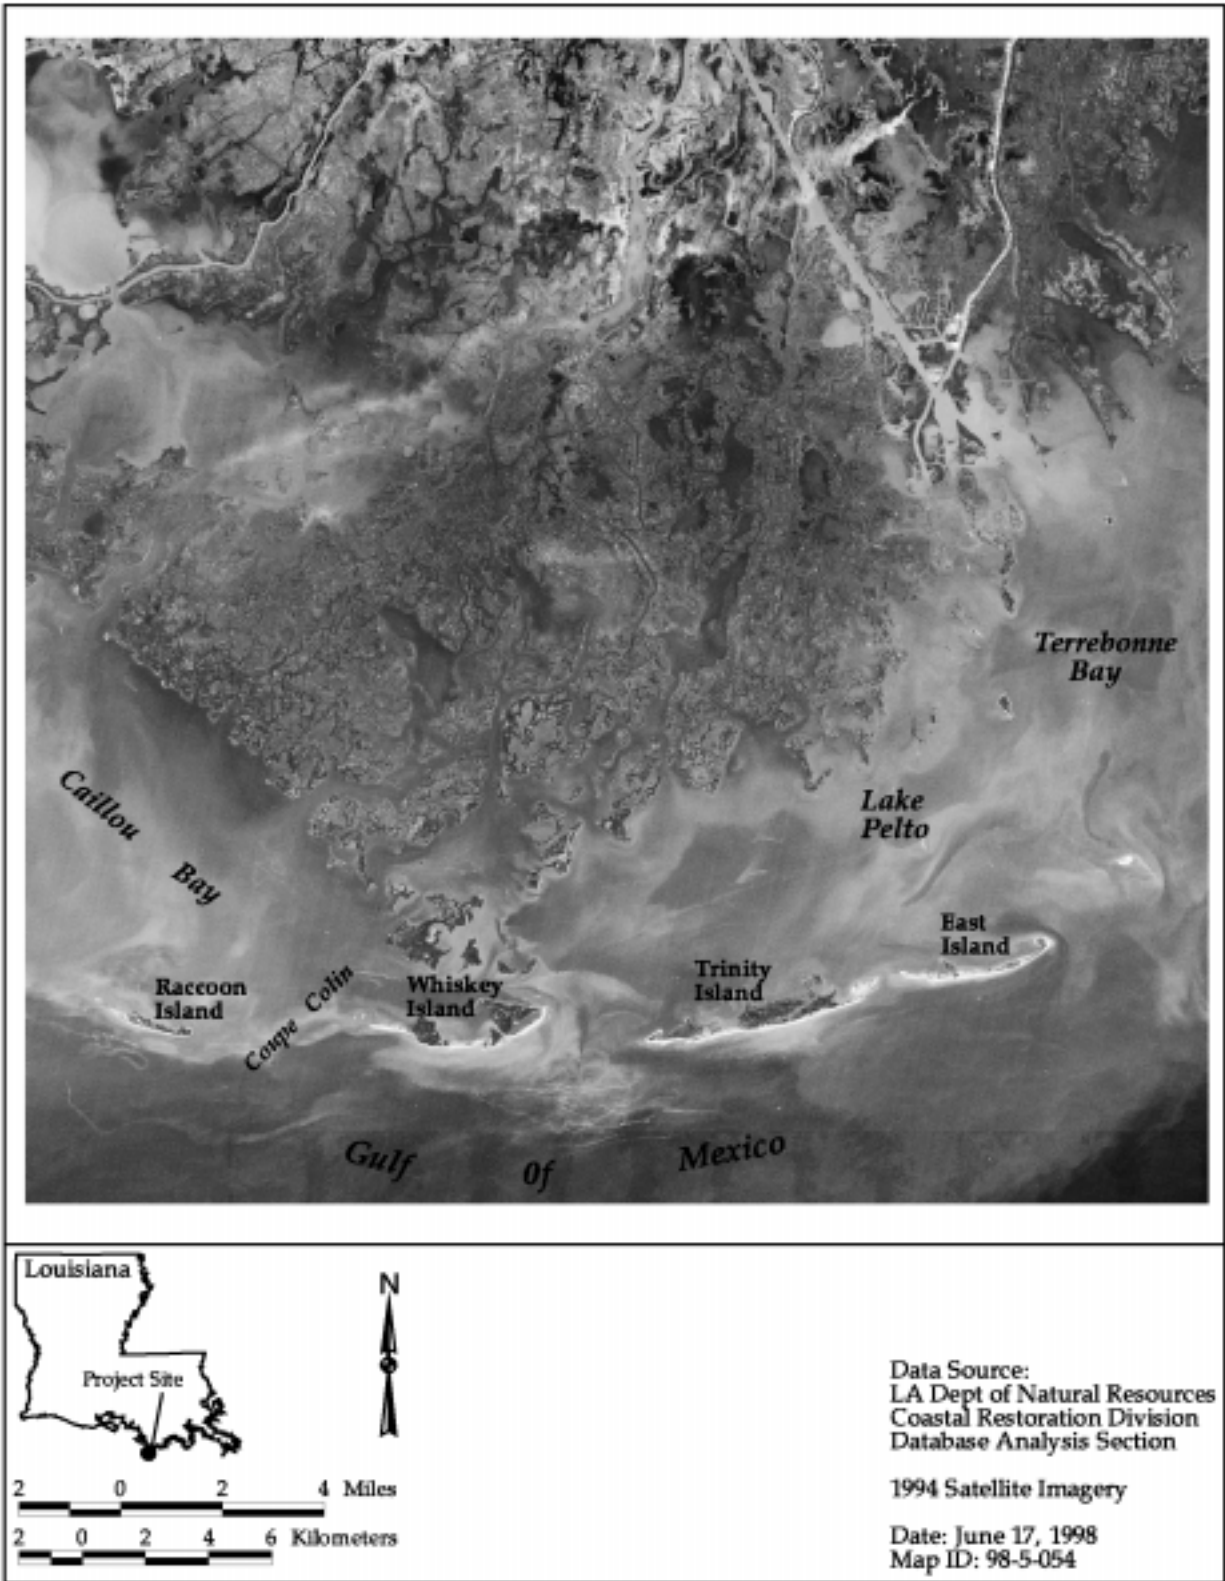 Terrebonne
Bay
Caillou
Bay
Lake
Pelto
East
Island
Trinity
Island
Whiskey
Island
Raccoon
Island
Coupe Colin
Gulf 0f Mexico
Louisiana
Project Site
N
2 0 2 4 Miles
2 0 2 4 6 Kilometers
Data Source:
LA Dept of Natural Resources
Coastal Restoration Division
Database Analysis Section
1994 Satellite Imagery
Date: June 17, 1998
Map ID: 98-5-054